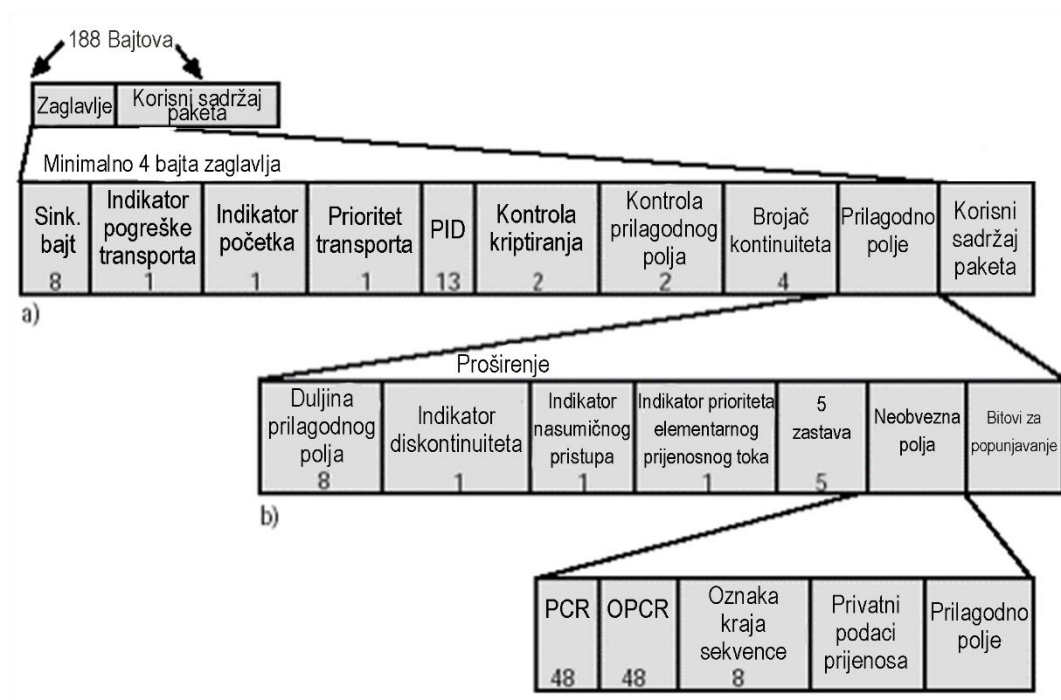 188 Bajtova
Zaglavlje
Korisni sadržaj
paketa
Minimalno 4 bajta zaglavlja
Sink.
bajt
8
Indikator
pogreške
transporta
1
Indikator
početka
1
Prioritet
transporta
1
PID
13
Kontrola
kriptiranja
2
Kontrola
prilagodnog
polja
2
Brojač
kontinuiteta
4
Prilagodno
polje
Korisni
sadržaj
paketa
a)
Proširenje
Duljina
prilagodnog
polja
8
Indikator
diskontinuiteta
1
Indikator
nasumičnog
pristupa
1
Indikator prioriteta
elementarnog
prijenosnog toka
1
5
zastava
5
Neobvezna
polja
Bitovi za
popunjavanje
b)
PCR
48
OPCR
48
Oznaka
kraja
sekvence
8
Privatni
podaci
prijenosa
Prilagodno
polje